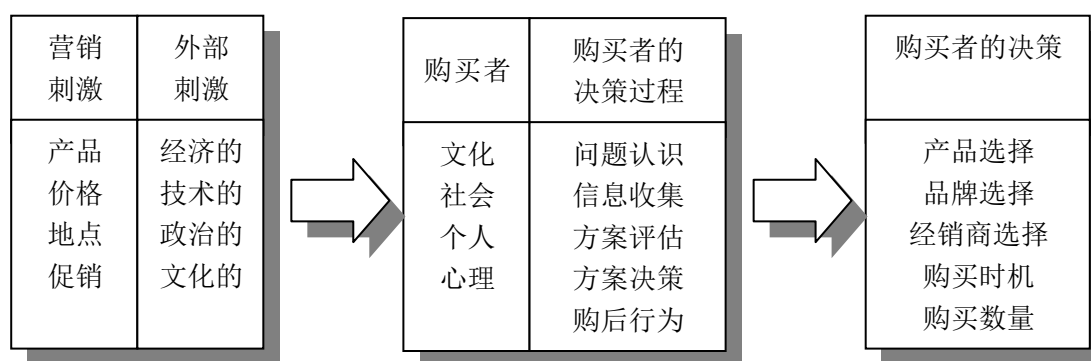 营销
刺激
外部
刺激
产品
价格
地点
促销
经济的
技术的
政治的
文化的
购买者
购买者的
决策过程
文化
社会
个人
心理
问题认识
信息收集
方案评估
方案决策
购后行为
购买者的决策
产品选择
品牌选择
经销商选择
购买时机
购买数量